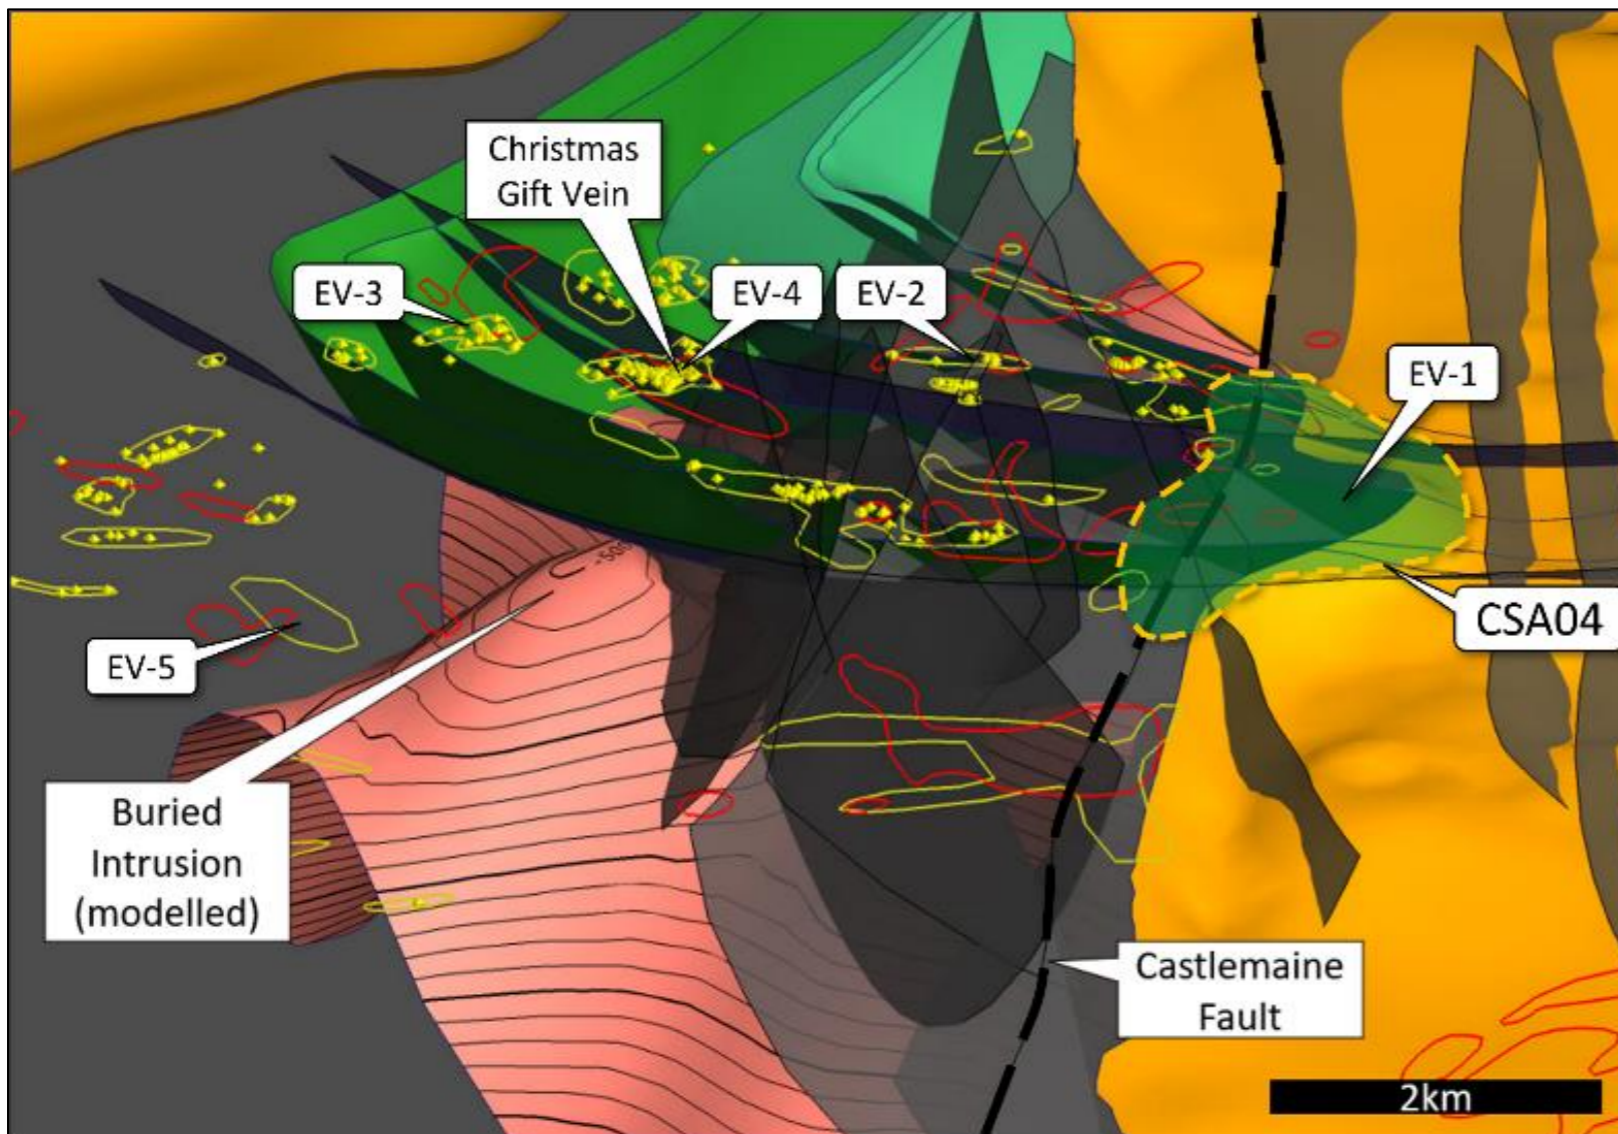 Christmas
Gift Vein
EV-3
EV-4
EV-2
EV-1
CSA04
EV-5
Buried
Intrusion
(modelled)
Castlemaine
Fault
2km